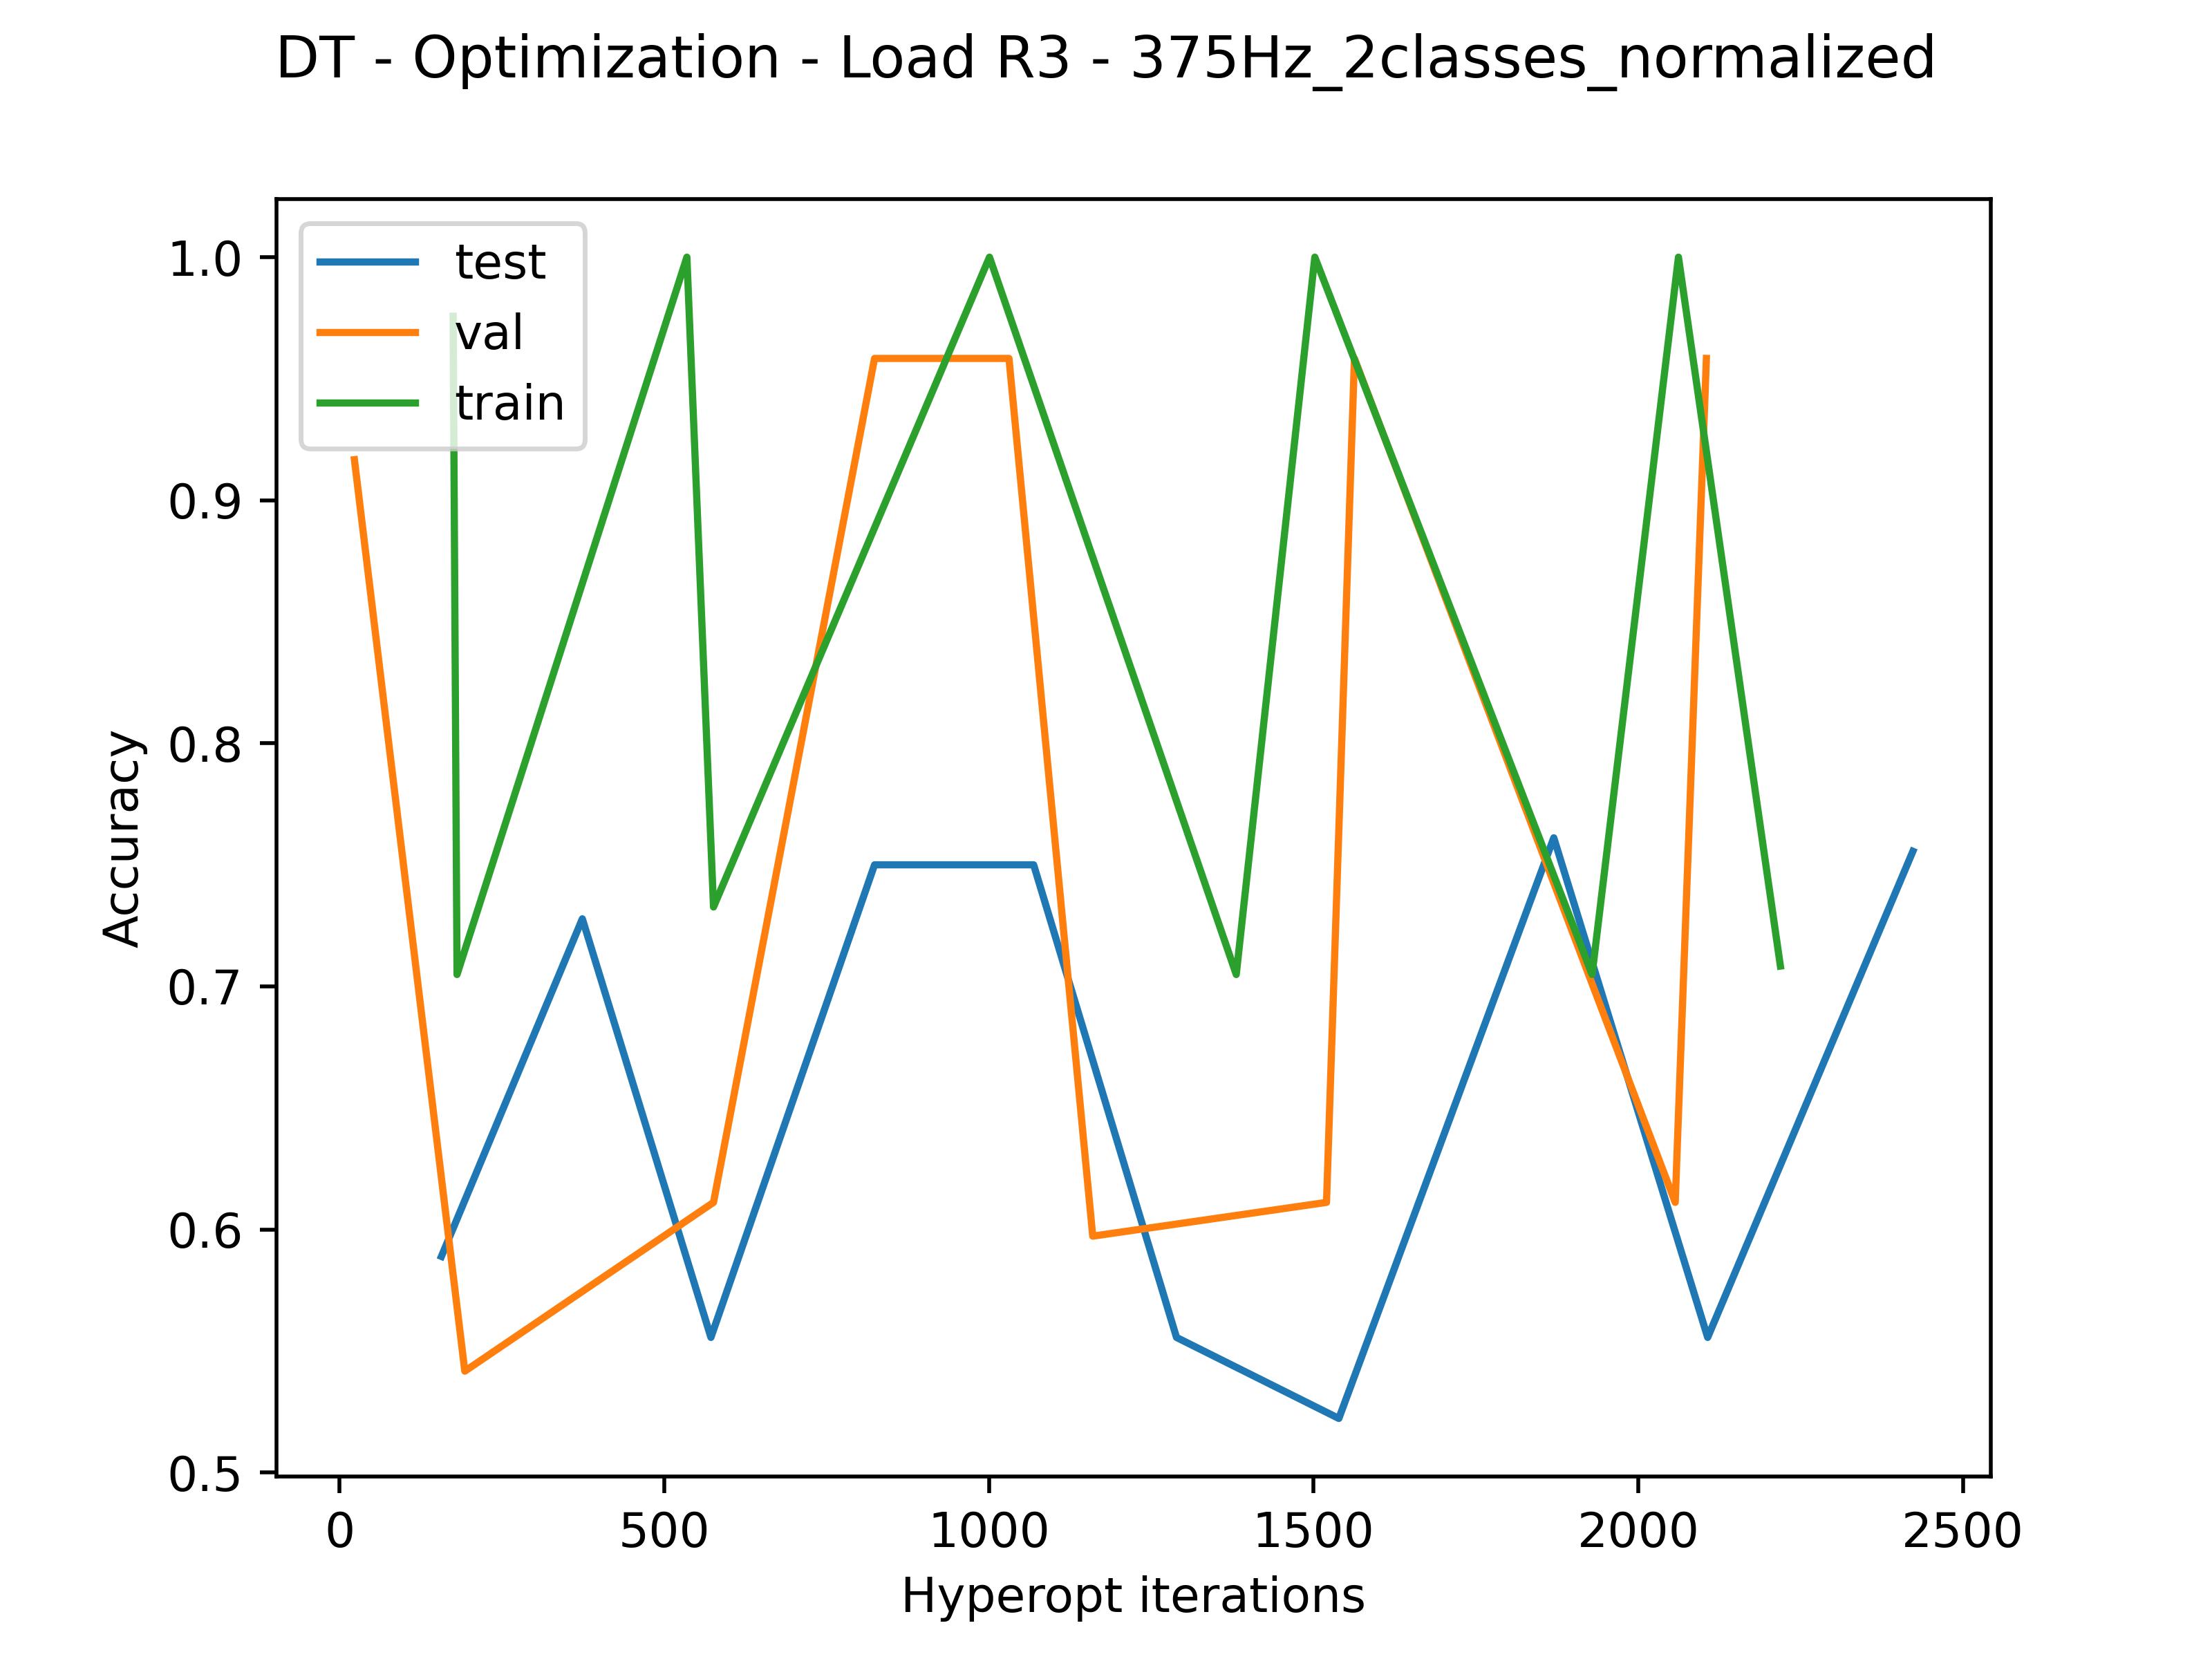 DT - Optimization - Load R3 - 375Hz_2classes_normalized
test
val
train
1.0
0.9
0.8
0.7
0.6
0.5
Accuracy
0 500 1000 1500 2000 2500
Hyperopt iterations